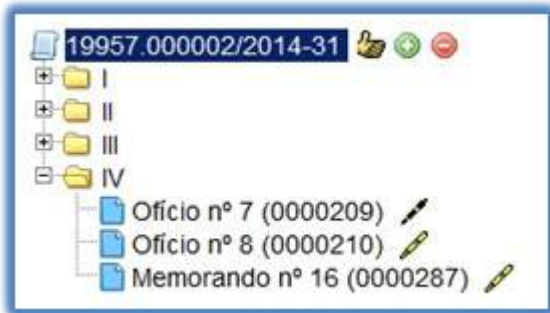 19957.000002/2014-31
I
II
III
IV
Ofício nº 7 (0000209)
Ofício nº 8 (0000210)
Memorando nº 16 (0000287)